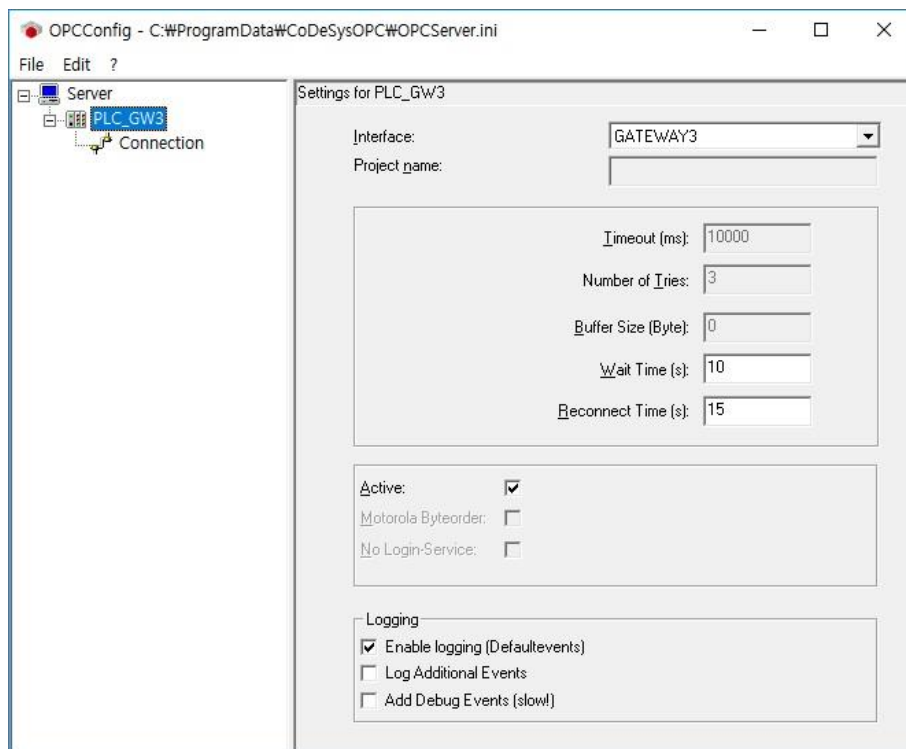 OPCConfig - C:₩ProgramData₩CoDeSysOPC₩OPCServer.ini
File Edit ?
Server
PLC_GW3
Connection
Settings for PLC_GW3
Interface: GATEWAY3
Project name:
Timeout (ms): 10000
Number of Tries: 3
Buffer Size (Byte): 0
Wait Time (s): 10
Reconnect Time (s): 15
Active:
Motorola Byteorder:
No Login-Service:
Logging
Enable logging (Defaultevents)
Log Additional Events
Add Debug Events (slow!)